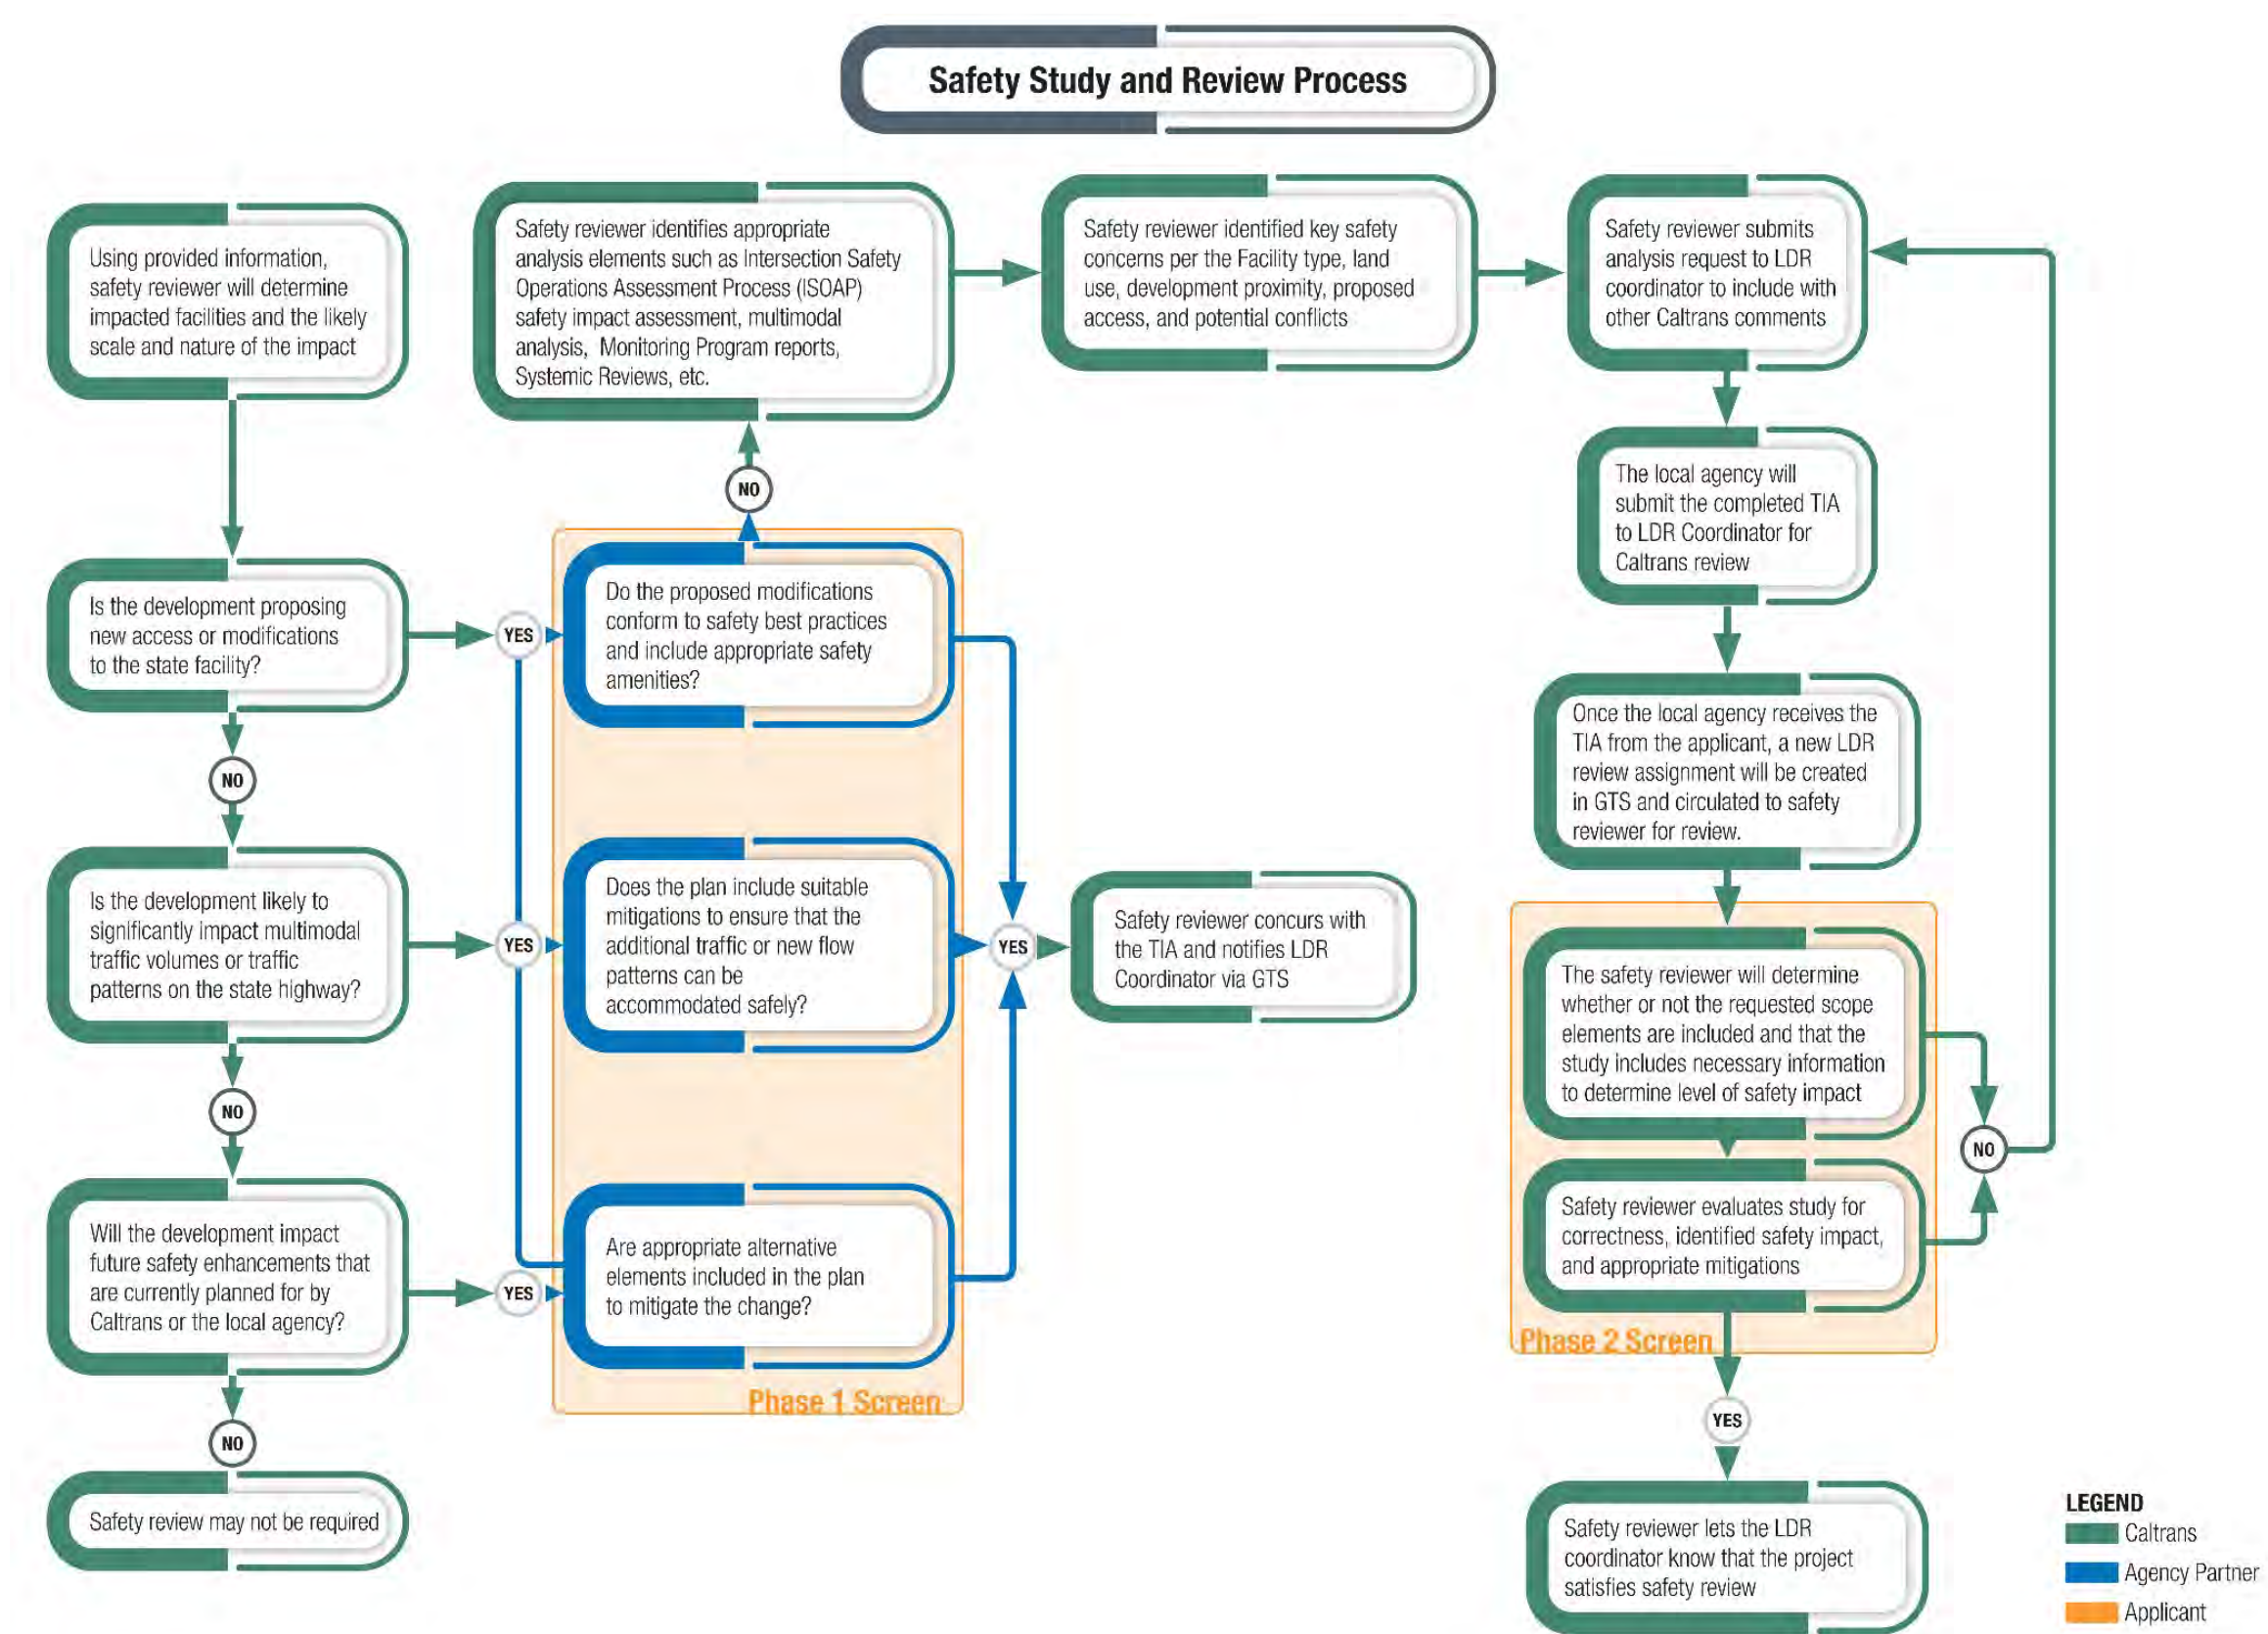 Safety Study and Review Process
Using provided information,
safety reviewer will determine
impacted facilities and the likely
scale and nature of the impact
Is the development proposing
new access or modifications
to the state facility?
NO
Is the development likely to
significantly impact multimodal
traffic volumes or traffic
patterns on the state highway?
NO
Will the development impact
future safety enhancements that
are currently planned for by
Caltrans or the local agency?
NO
Safety review may not be required
YES
YES
YES
Safety reviewer identifies appropriate
analysis elements such as Intersection Safety
Operations Assessment Process (ISOAP)
safety impact assessment, multimodal
analysis, Monitoring Program reports,
Systemic Reviews, etc.
NO
Do the proposed modifications
conform to safety best practices
and include appropriate safety
amenities?
Does the plan include suitable
mitigations to ensure that the
additional traffic or new flow
patterns can be
accommodated safely?
Are appropriate alternative
elements included in the plan
to mitigate the change?
Phase 1 Screen
YES
Safety reviewer concurs with
the TIA and notifies LDR
Coordinator via GTS
Safety reviewer identified key safety
concerns per the Facility type, land
use, development proximity, proposed
access, and potential conflicts
Safety reviewer submits
analysis request to LDR
coordinator to include with
other Caltrans comments
The local agency will
submit the completed TIA
to LDR Coordinator for
Caltrans review
Once the local agency receives the
TIA from the applicant, a new LDR
review assignment will be created
in GTS and circulated to safety
reviewer for review.
The safety reviewer will determine
whether or not the requested scope
elements are included and that the
study includes necessary information
to determine level of safety impact
NO
Safety reviewer evaluates study for
correctness, identified safety impact,
and appropriate mitigations
Phase 2 Screen
YES
Safety reviewer lets the LDR
coordinator know that the project
satisfies safety review
LEGEND
Caltrans
Agency Partner
Applicant